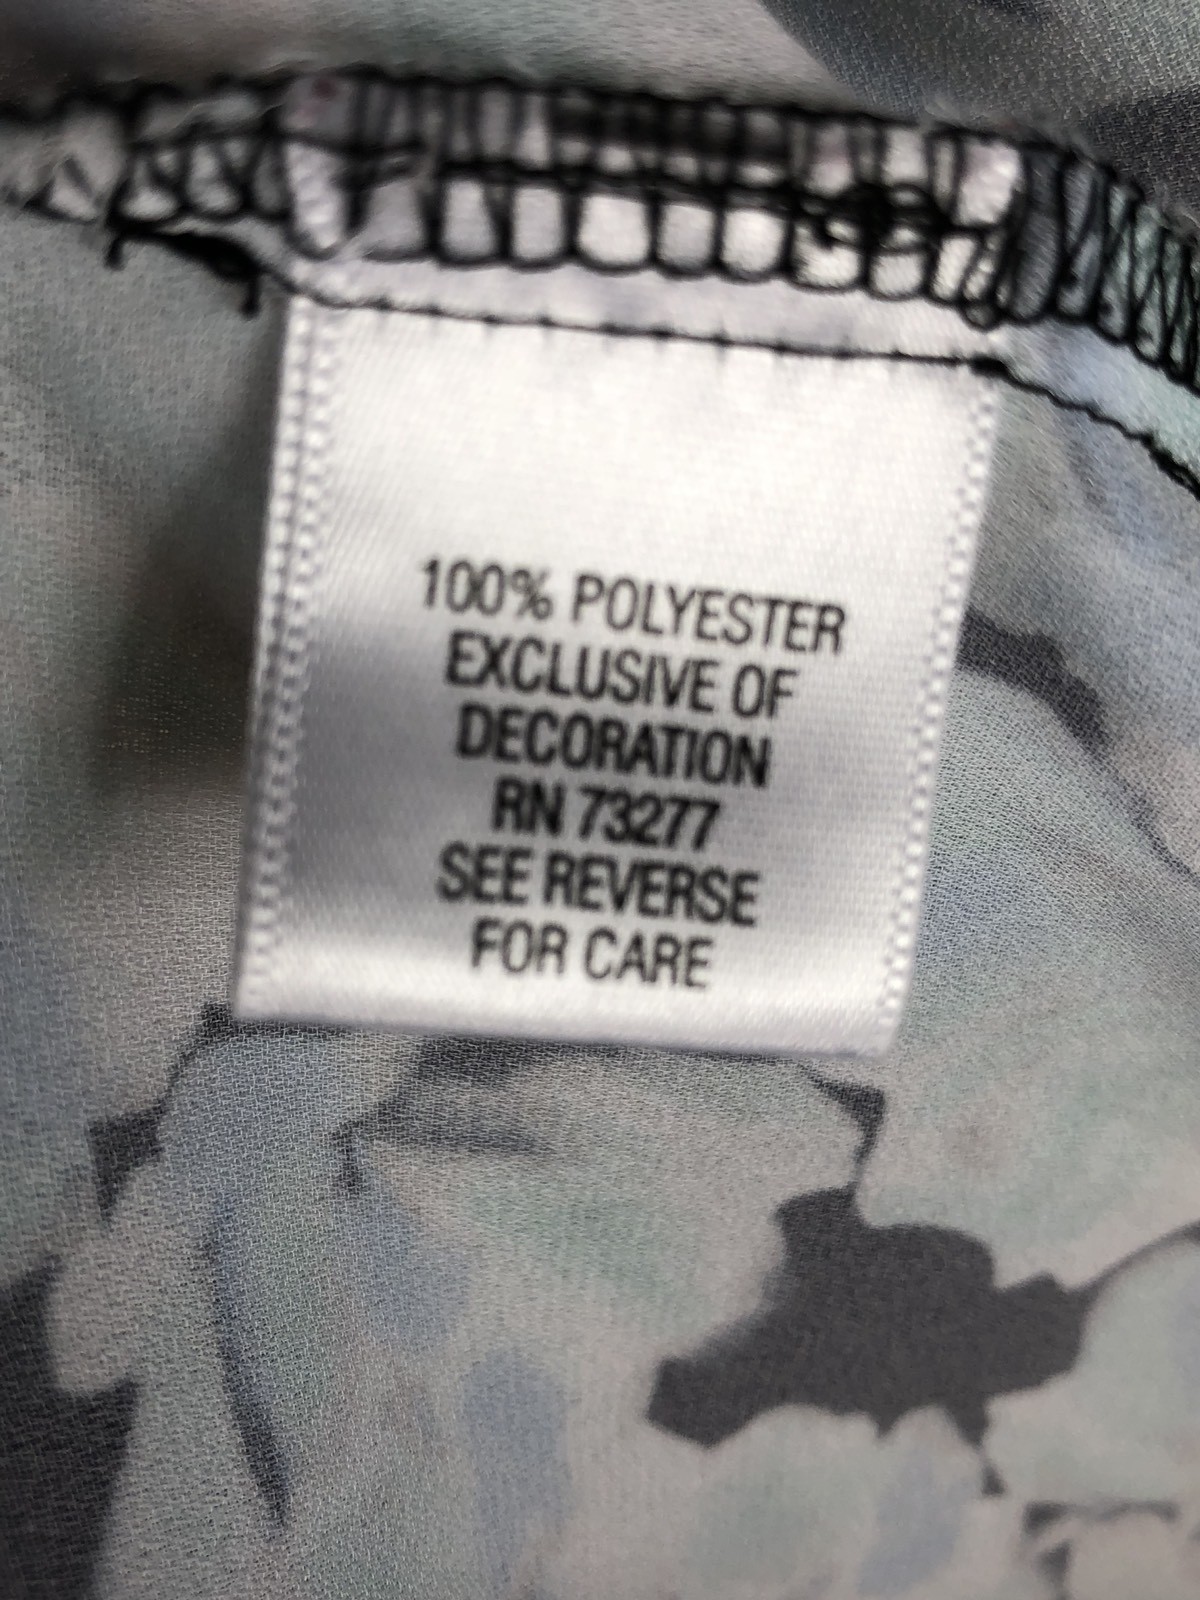 100% POLYESTER
EXCLUSIVE OF
DECORATION
RN 73277
SEE REVERSE
FOR CARE